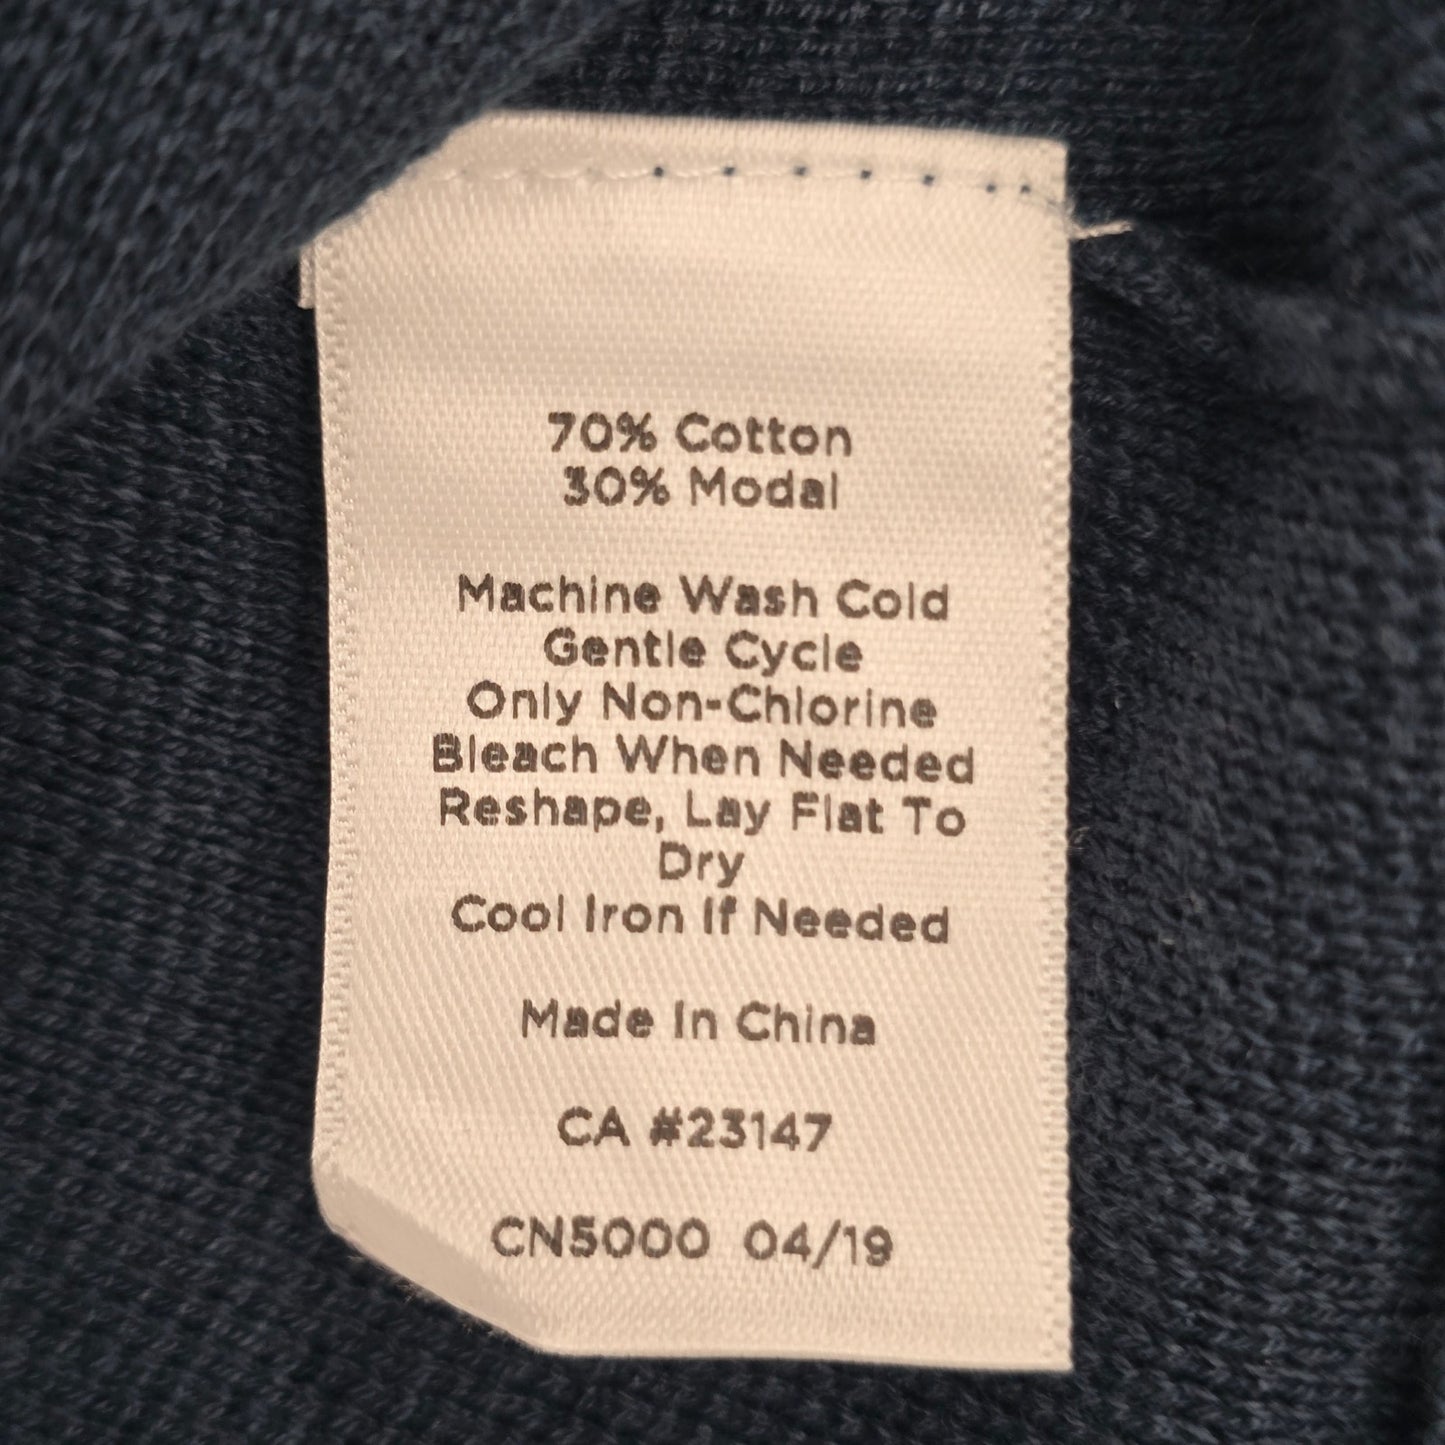 70% Cotton
30% Modal
Machine Wash Cold
Gentle Cycle
Only Non-Chlorine
Bleach When Needed
Reshape, Lay Flat To
Dry
Cool Iron If Needed
Made In China
CA #23147
CN5000 04/19